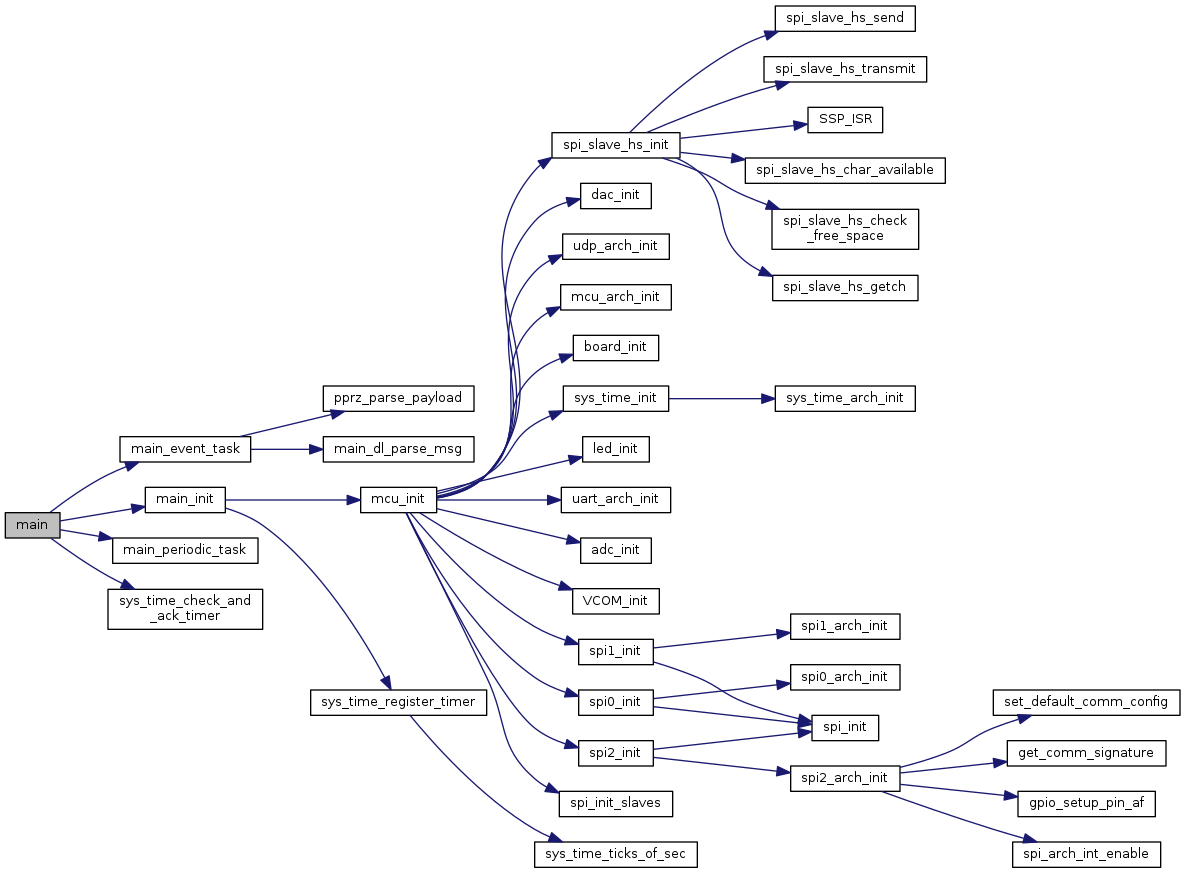 spi_slave_hs_send
spi_slave_hs_transmit
SSP_ISR
spi_slave_hs_init
spi_slave_hs_char_available
dac_init
spi_slave_hs_check
_free_space
udp_arch_init
spi_slave_hs_getch
mcu_arch_init
board_init
pprz_parse_payload
sys_time_init
sys_time_arch_init
main_event_task
main_dl_parse_msg
led_init
main_init
mcu_init
uart_arch_init
main
main_periodic_task
adc_init
sys_time_check_and
_ack_timer
VCOM_init
spi1_arch_init
spi1_init
spi0_arch_init
sys_time_register_timer
spi0_init
set_default_comm_config
spi_init
spi2_init
get_comm_signature
spi2_arch_init
spi_init_slaves
gpio_setup_pin_af
sys_time_ticks_of_sec
spi_arch_int_enable